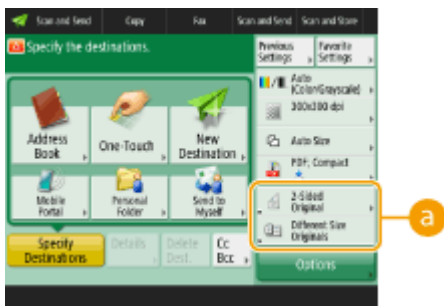 Scan and Send
Copy
Fax
Scan and Send
Scan and Store
Specify the destinations.
Previous
Settings
Favorite
Settings
Auto
(Color/Grayscale)
300x300 dpi
Address
Book
One-Touch
New
Destination
Auto Size
PDF; Compact
Mobile
Portal
Personal
Folder
Send to
Myself
2-Sided
Original
Different Size
Originals
a
Specify
Destinations
Details
Delete
Dest.
Cc
Bcc
Options